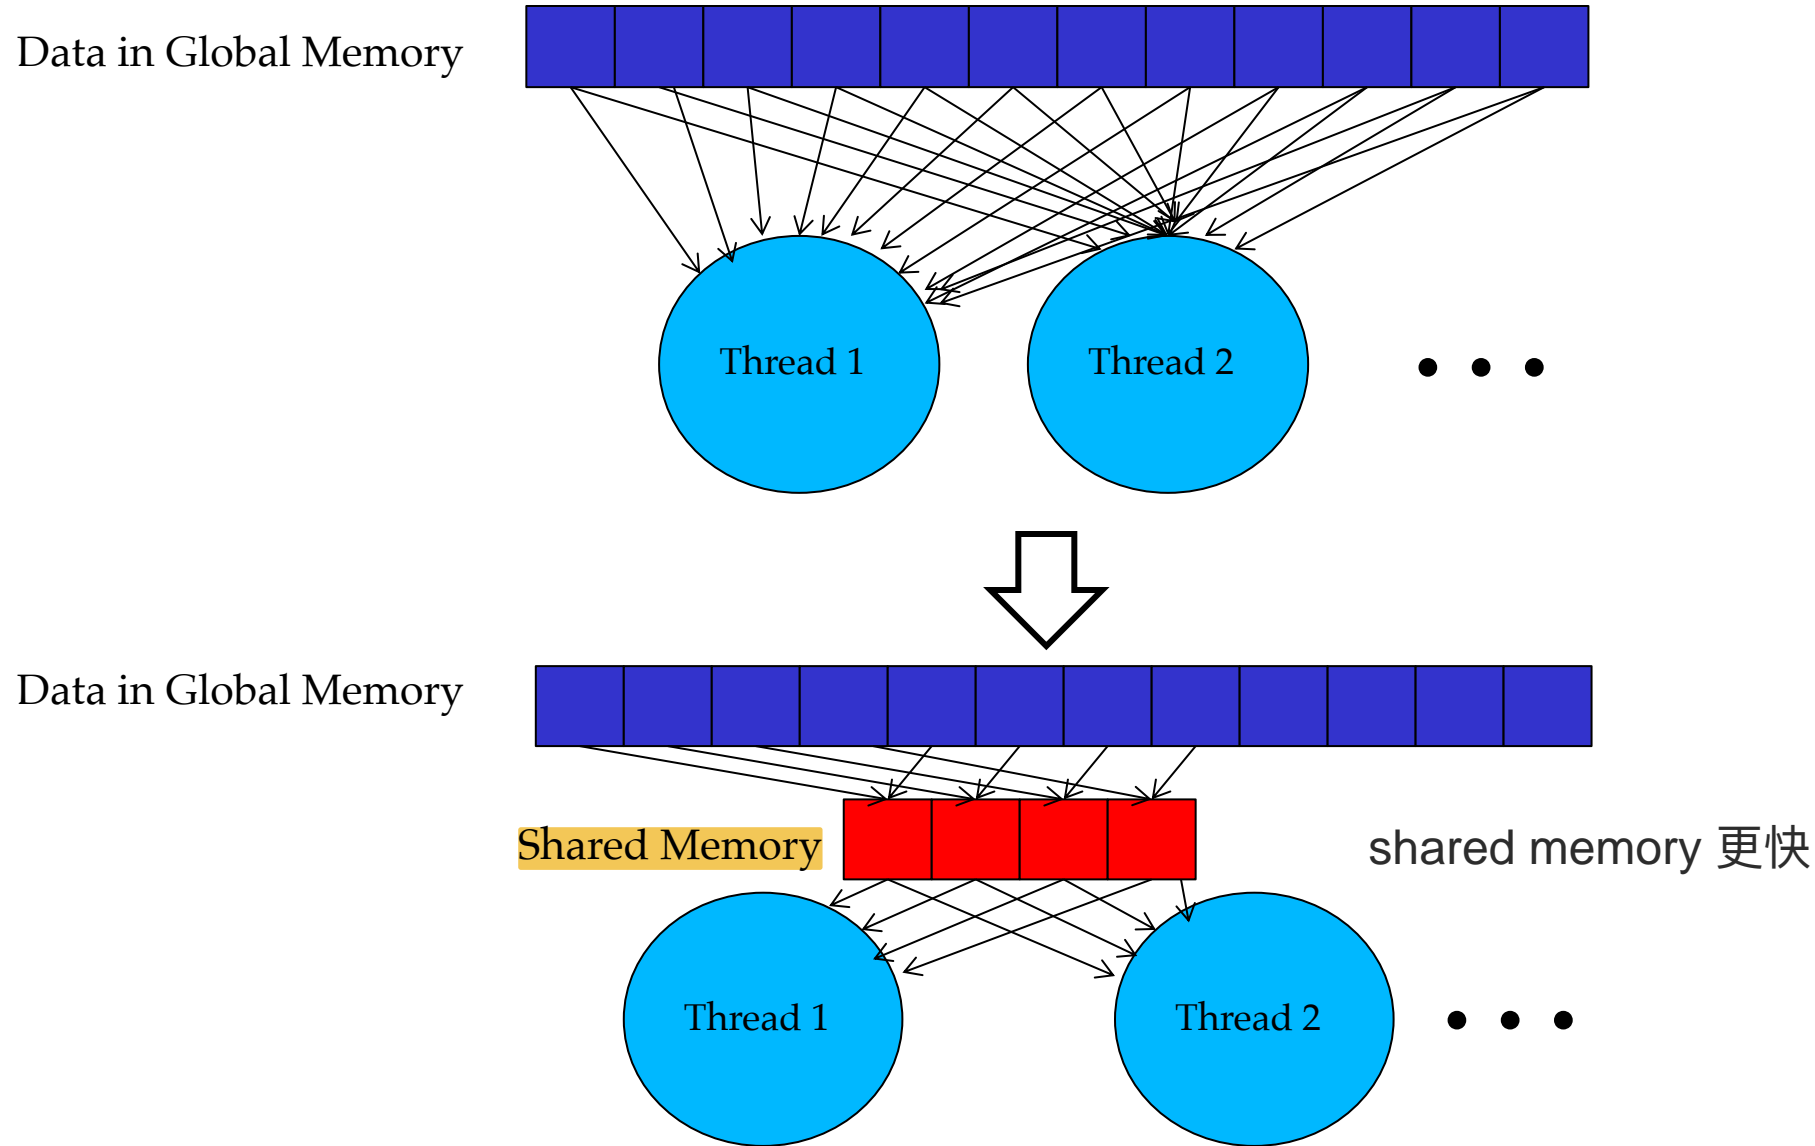 Data in Global Memory
Thread 1
Thread 2
Data in Global Memory
Shared Memory
shared memory 更快
Thread 1
Thread 2